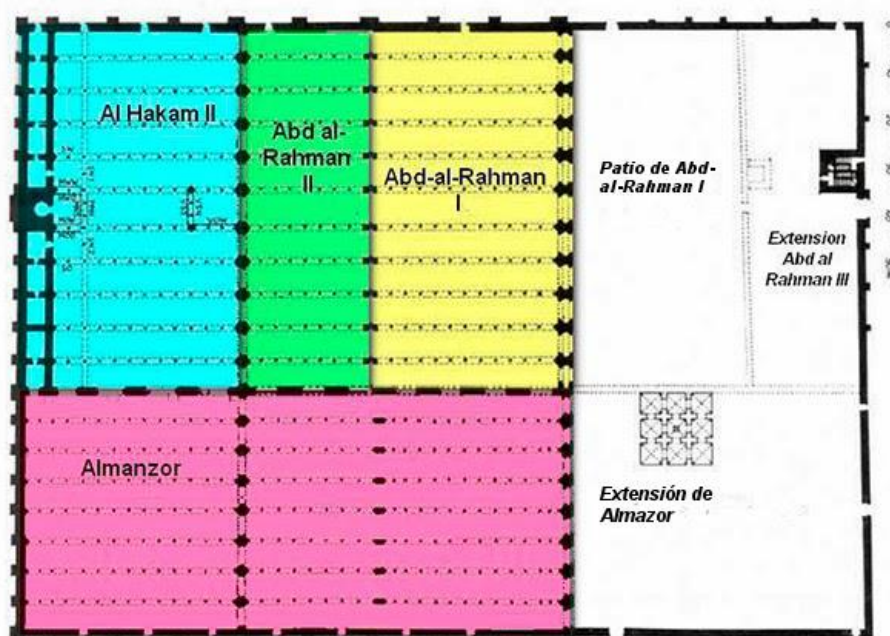 Al Hakam II
Abd al-
Rahman
II
Abd-al-Rahman
I
Patio de Abd-
al-Rahman I
Extension
Abd al
Rahman III
Almanzor
Extensión de
Almazor